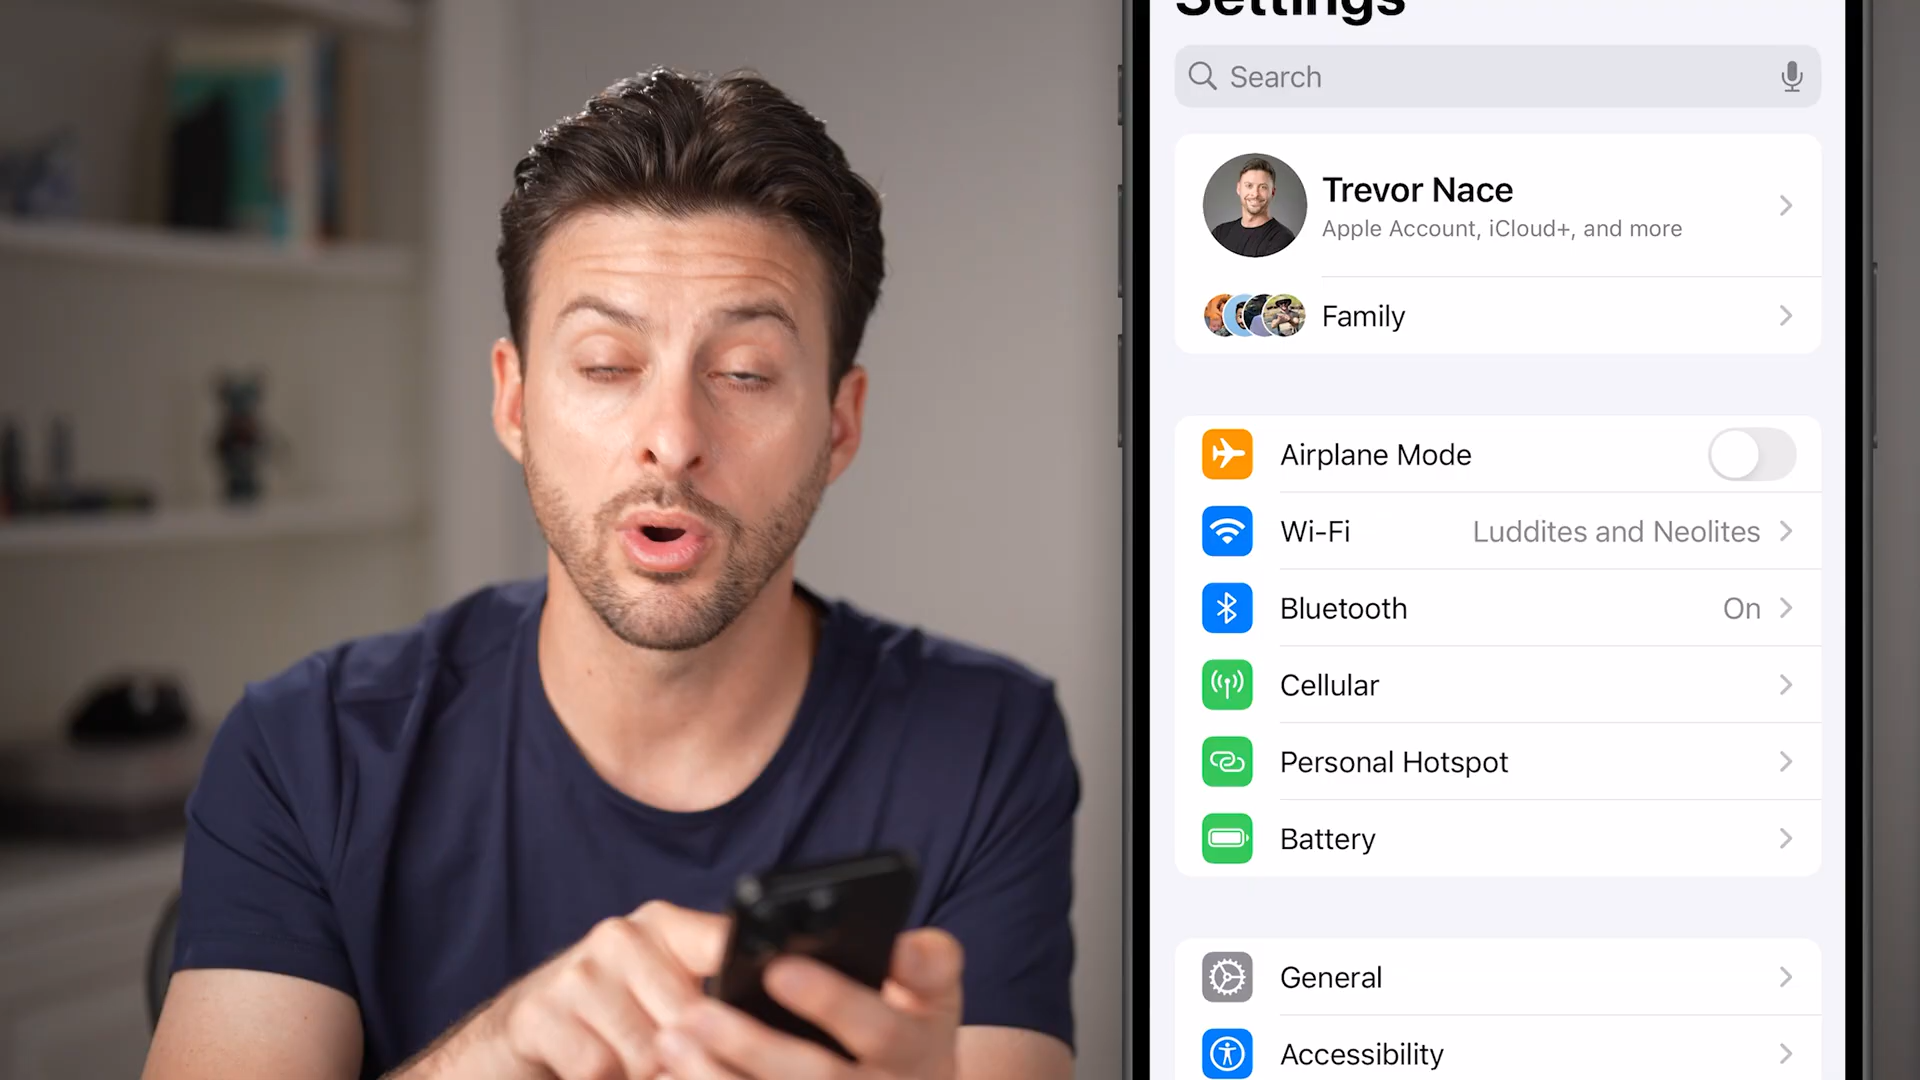 Settings
Search
Trevor Nace
Apple Account, iCloud+, and more
Family
Airplane Mode
Wi-Fi Luddites and Neolites
Bluetooth On
Cellular
Personal Hotspot
Battery
General
Accessibility